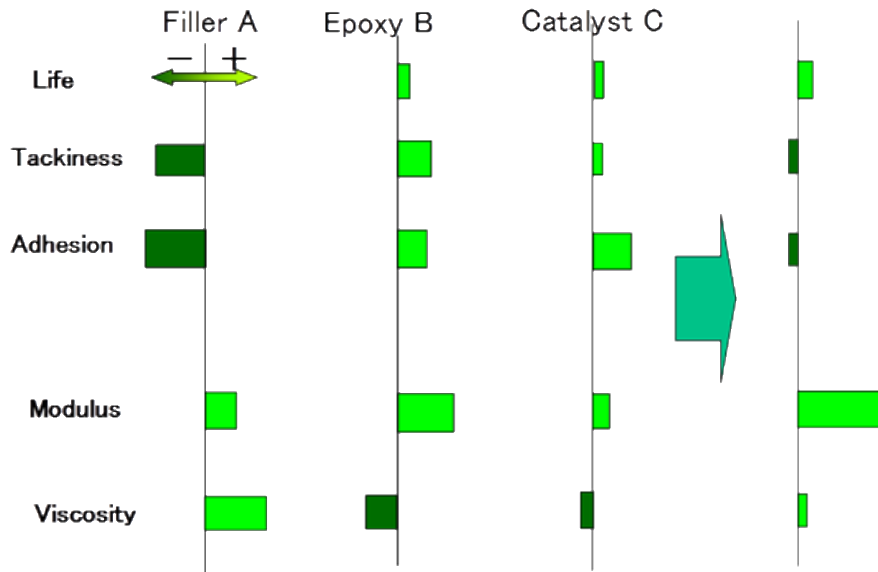 Filler A
Epoxy B
Catalyst C
− +
Life
Tackiness
Adhesion
Modulus
Viscosity